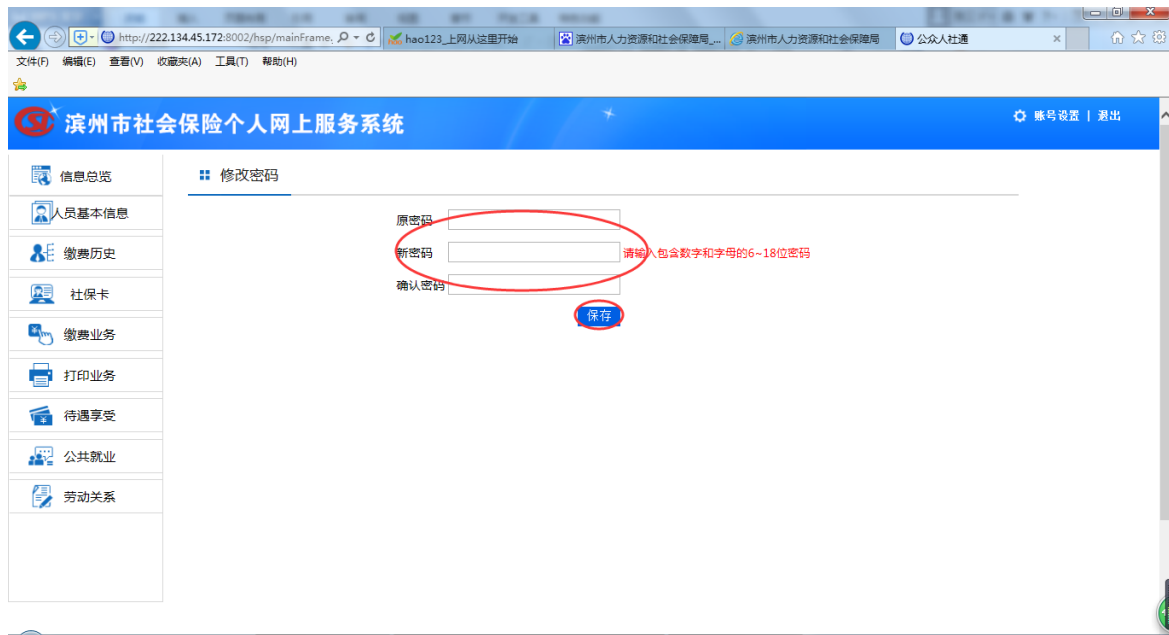 http://222.134.45.172:8002/hsp/mainFrame.
hao123_上网从这里开始
滨州市人力资源和社会保障局_...
滨州市人力资源和社会保障局
公众人社通
文件(F) 编辑(E) 查看(V) 收藏夹(A) 工具(T) 帮助(H)
滨州市社会保险个人网上服务系统
账号设置 | 退出
信息总览
人员基本信息
缴费历史
社保卡
缴费业务
打印业务
待遇享受
公共就业
劳动关系
修改密码
原密码
新密码 请输入包含数字和字母的6~18位密码
确认密码
保存